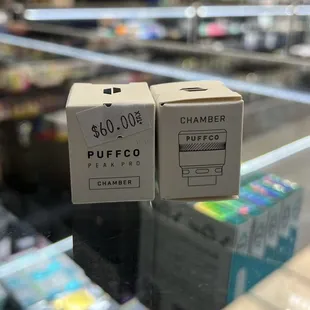 $60.00
PUFFCO
PEAK PRO
CHAMBER
CHAMBER
PUFFCO